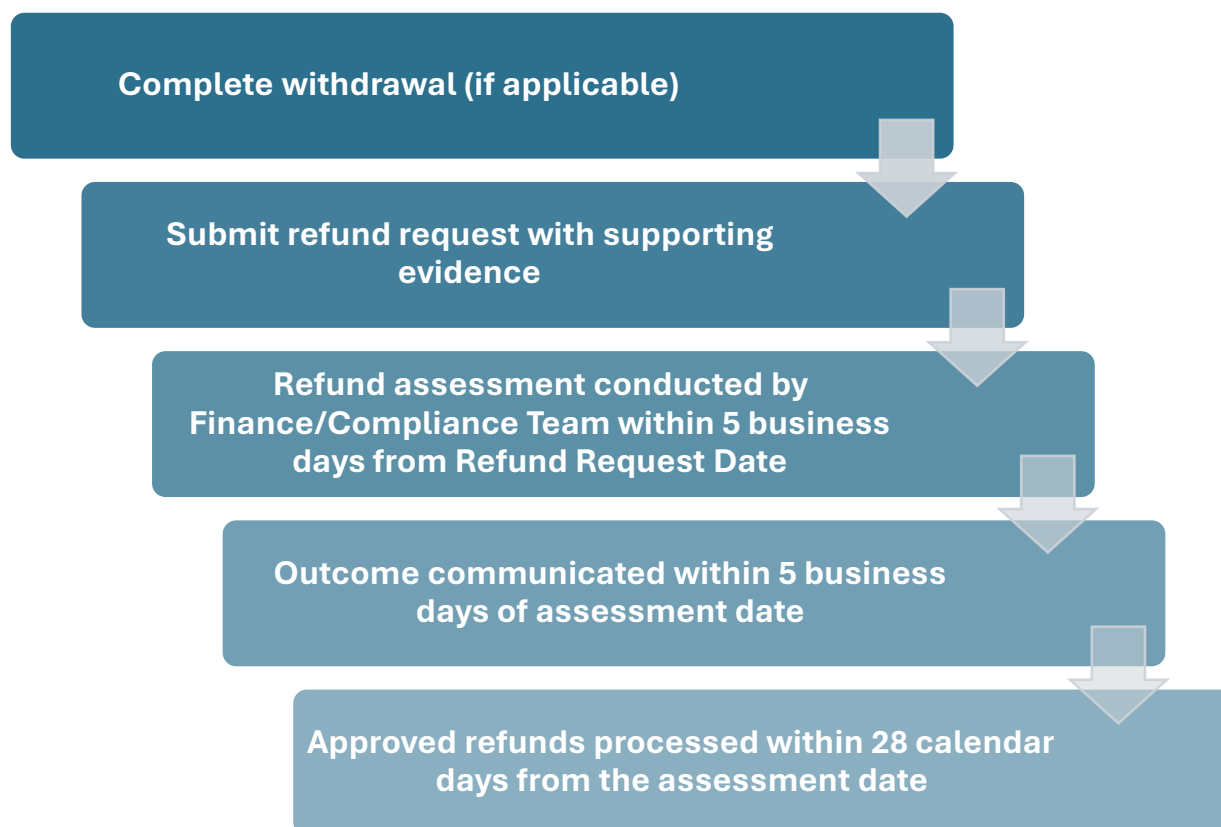 Complete withdrawal (if applicable)
Submit refund request with supporting
evidence
Refund assessment conducted by
Finance/Compliance Team within 5 business
days from Refund Request Date
Outcome communicated within 5 business
days of assessment date
Approved refunds processed within 28 calendar
days from the assessment date